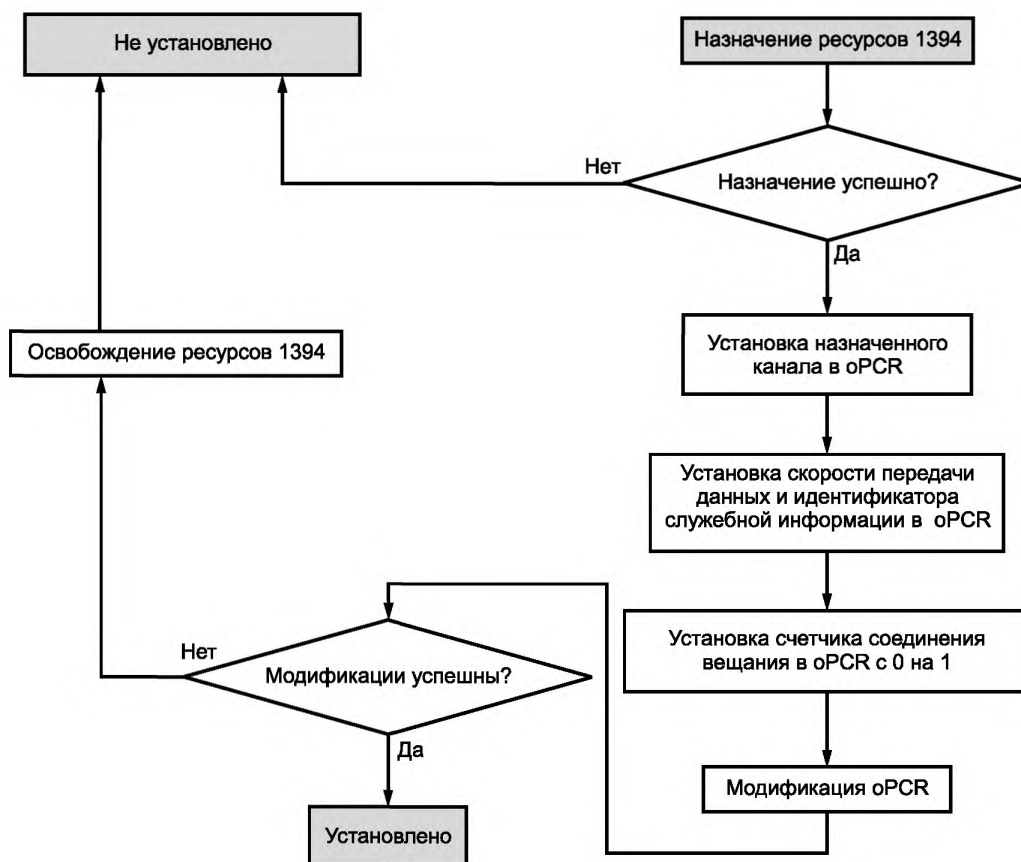 Не установлено
Назначение ресурсов 1394
Нет
Назначение успешно?
Да
Установка назначенного
канала в oPCR
Освобождение ресурсов 1394
Установка скорости передачи
данных и идентификатора
служебной информации в oPCR
Установка счетчика соединения
вещания в oPCR с 0 на 1
Нет
Модификации успешны?
Да
Модификация oPCR
Установлено